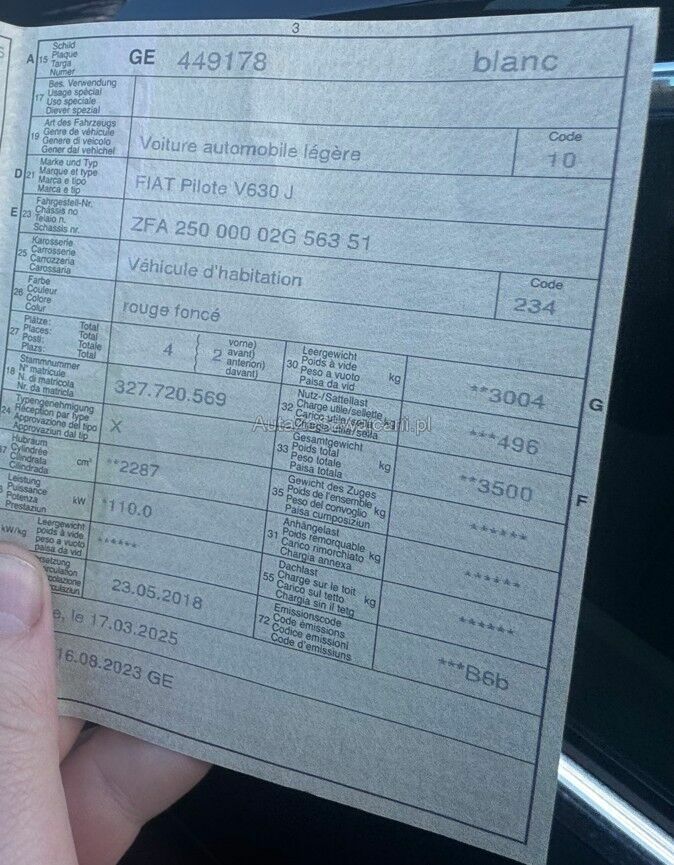 3
A 15 Schild
Plaque
Targa
Numer
GE 449178 blanc
17 Bes. Verwendung
Usage spécial
Uso speciale
Diever spezial
19 Art des Fahrzeugs
Genre de véhicule
Genere di veicolo
Gener dal vehichel
Voiture automobile légère
Code
10
D 21 Marke und Typ
Marque et type
Marca e tipo
Marca e tip
FIAT Pilote V630 J
E 23 Fahrgestell-Nr.
Châssis no
Telaio n.
Schassis nr.
ZFA 250 000 02G 563 51
25 Karosserie
Carrosserie
Carrozzeria
Carossaria
Véhicule d'habitation
Code
234
26 Farbe
Couleur
Colore
Colur
rouge foncé
27 Plätze: Total
Places: Total
Posti: Totale
Plazs: Total
4 { 2 vorne)
avant)
anteriori)
davant)
30 Leergewicht
Poids à vide
Peso a vuoto
Paisa da vid
kg
**3004
G
18 Stammnummer
N° matricule
N. di matricola
Nr. da matricla
327.720.569
32 Nutz-/Sattellast
Charge utile/sellette
***496
24 Typengenehmigung
Réception par type
Approvazione del tipo
Approvaziun dal tip
X
33 Gesamtgewicht
Poids total
Peso totale
Paisa totala
kg
**3500
F
Hubraum
Cylindrée
Cilindrata
Cilindrada
cm³
**2287
35 Gewicht des Zuges
Poids de l'ensemble
Peso del convoglio
Paisa cumposiziun
kg
******
Leistung
Puissance
Potenza
Prestaziun
kW
*110.0
31 Anhängelast
Poids remorquable
Carico rimorchiato
Chargia annexa
kg
******
kW/kg
Leergewicht
poids à vide
peso a vuoto
paisa da vid
******
55 Dachlast
Charge sur le toit
Carico sul tetto
Chargia sin il tetg
kg
******
23.05.2018
72 Emissionscode
Code émissions
Codice emissioni
Code d'emissiuns
***B6b
le 17.03.2025
16.08.2023 GE